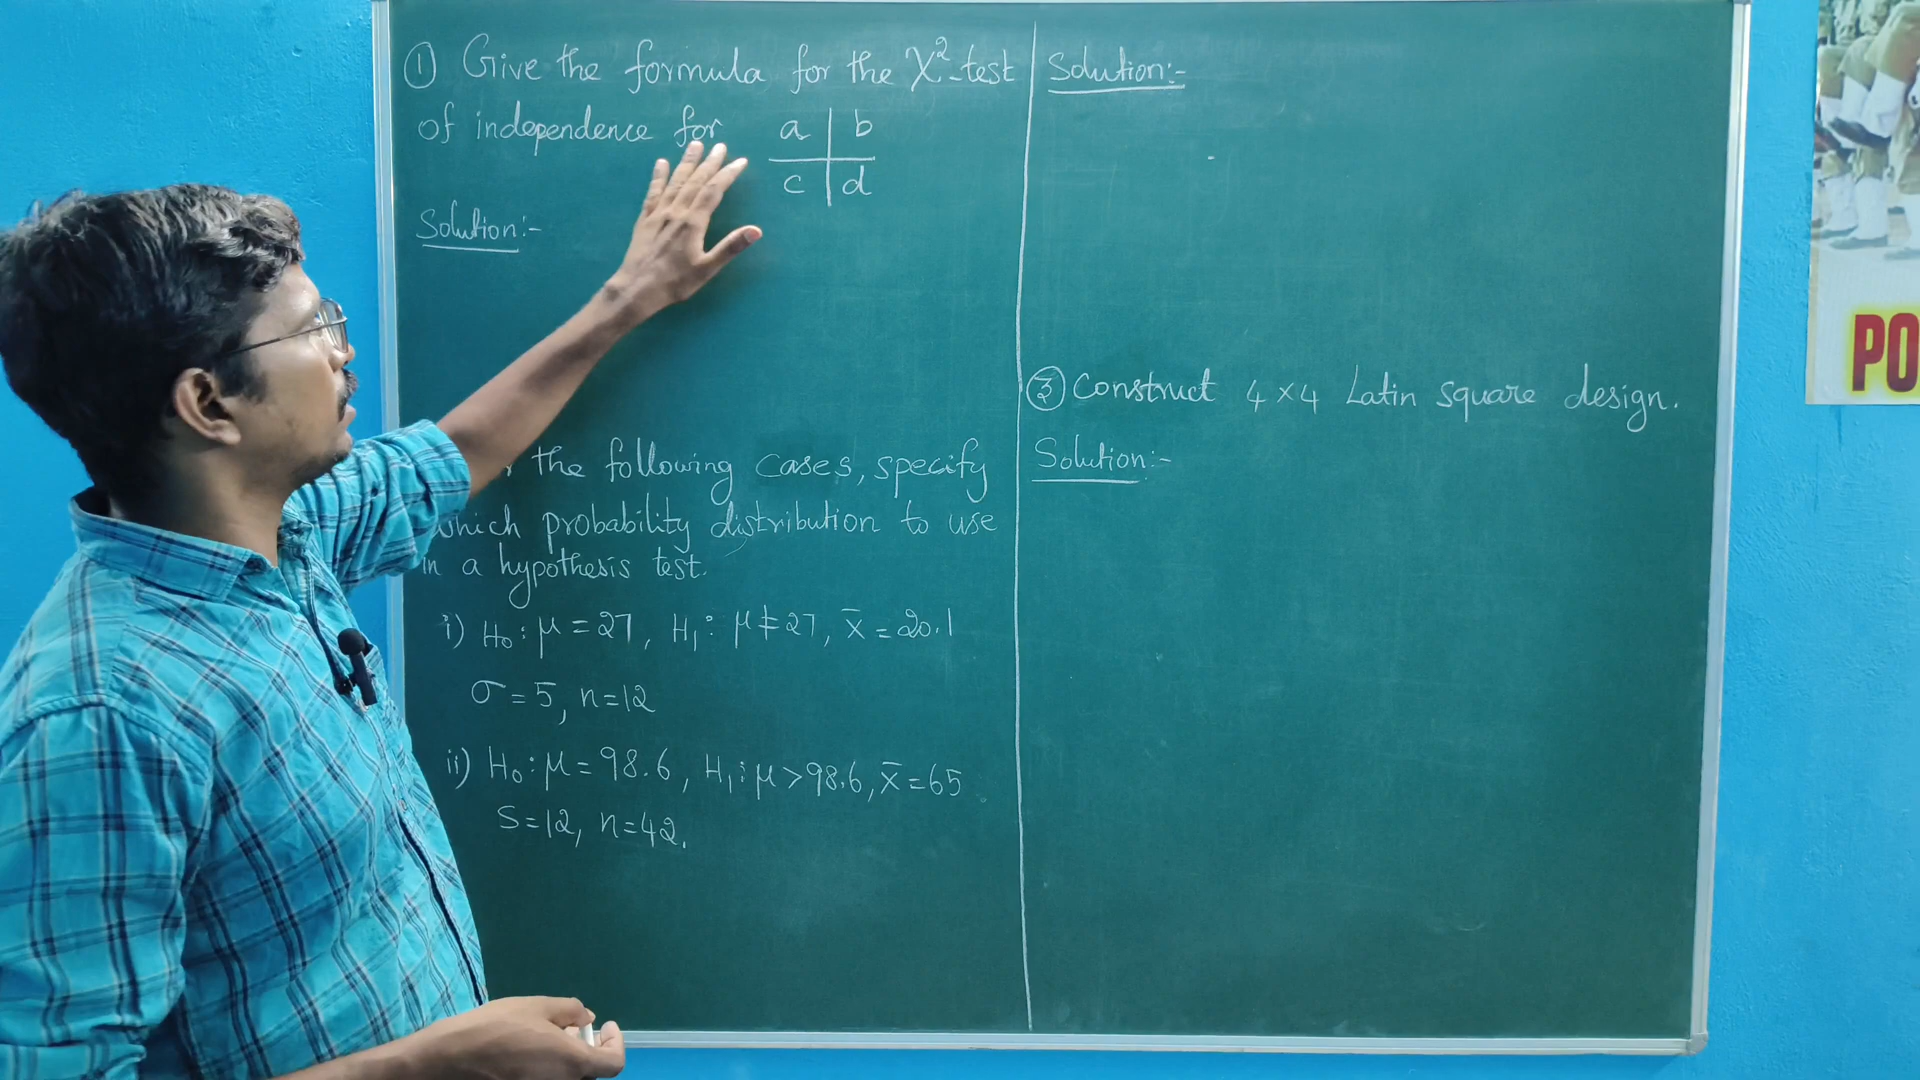 ① Give the formula for the χ²-test
of independence for
a b
c d
Solution:-
the following cases, specify
which probability distribution to use
in a hypothesis test.
i) H₀: μ = 27, H₁: μ ≠ 27, x̄ = 20.1
σ = 5, n = 12
ii) H₀: μ = 98.6, H₁: μ > 98.6, x̄ = 65
S = 12, n = 42.
Solution:-
③ Construct 4 × 4 Latin square design.
Solution:-
PO